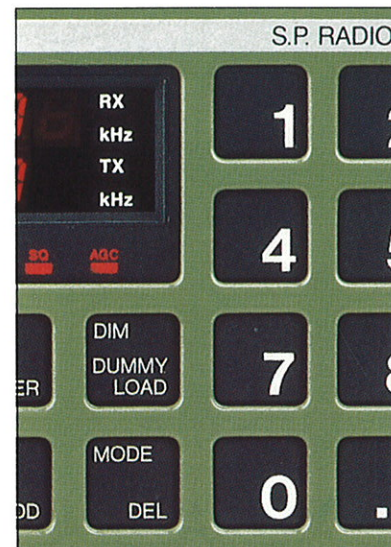 S.P. RADIO
RX
kHz
TX
kHz
SQ AGC
1
4
DIM
DUMMY
LOAD
7
MODE
DEL
0
.